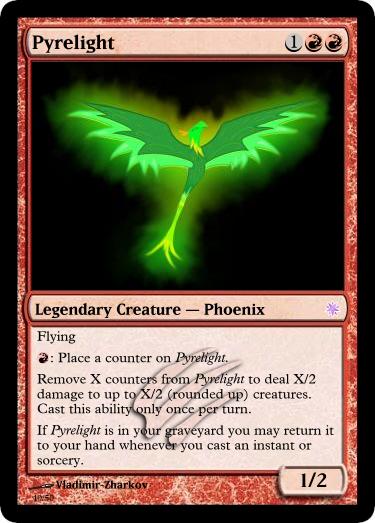 Pyrelight 1
Legendary Creature — Phoenix
Flying
: Place a counter on Pyrelight.
Remove X counters from Pyrelight to deal X/2
damage to up to X/2 (rounded up) creatures.
Cast this ability only once per turn.
If Pyrelight is in your graveyard you may return it
to your hand whenever you cast an instant or
sorcery.
Vladimir-Zharkov
1/2